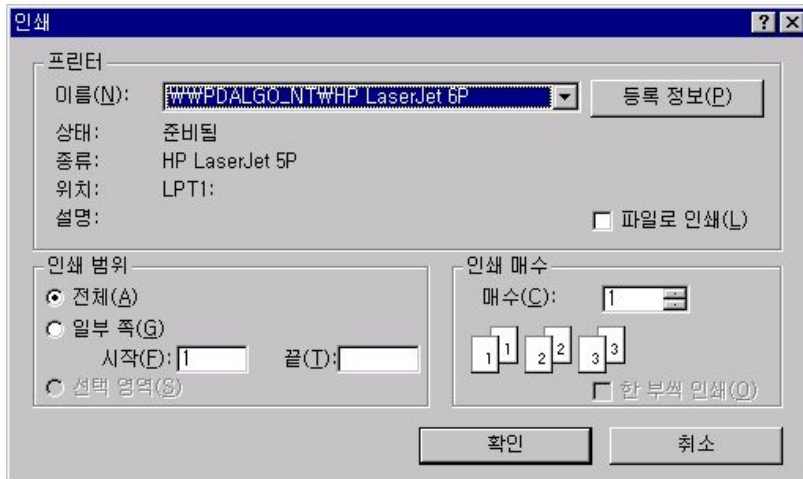 인쇄
프린터
이름(N): ₩₩PDALGO_NT₩HP LaserJet 6P 등록 정보(P)
상태: 준비됨
종류: HP LaserJet 5P
위치: LPT1:
설명: 파일로 인쇄(L)
인쇄 범위 인쇄 매수
전체(A) 매수(C): 1
일부 쪽(G)
시작(F): 1 끝(T):
1 1 2 2 3 3
선택 영역(S) 한 부씩 인쇄(O)
확인 취소